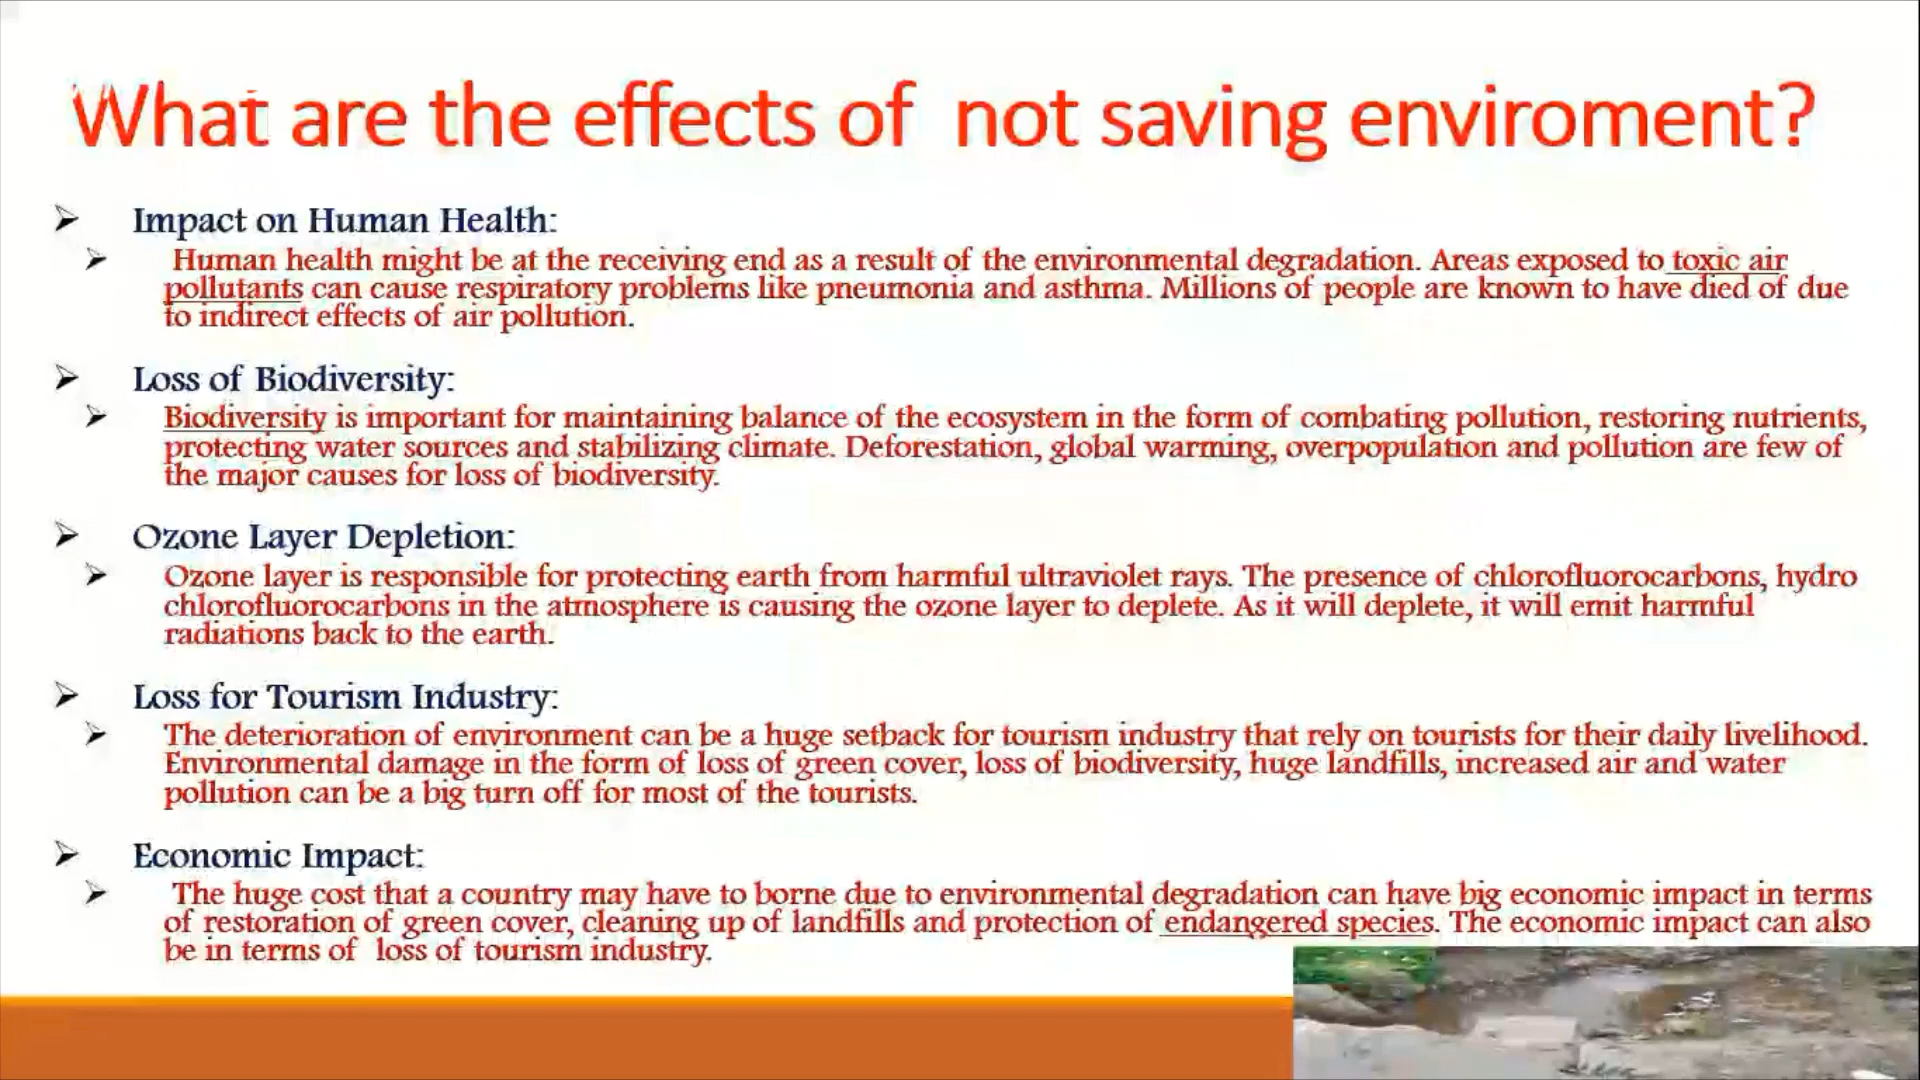 What are the effects of not saving enviroment?
Impact on Human Health:
Human health might be at the receiving end as a result of the environmental degradation. Areas exposed to toxic air
pollutants can cause respiratory problems like pneumonia and asthma. Millions of people are known to have died of due
to indirect effects of air pollution.
Loss of Biodiversity:
Biodiversity is important for maintaining balance of the ecosystem in the form of combating pollution, restoring nutrients,
protecting water sources and stabilizing climate. Deforestation, global warming, overpopulation and pollution are few of
the major causes for loss of biodiversity.
Ozone Layer Depletion:
Ozone layer is responsible for protecting earth from harmful ultraviolet rays. The presence of chlorofluorocarbons, hydro
chlorofluorocarbons in the atmosphere is causing the ozone layer to deplete. As it will deplete, it will emit harmful
radiations back to the earth.
Loss for Tourism Industry:
The deterioration of environment can be a huge setback for tourism industry that rely on tourists for their daily livelihood.
Environmental damage in the form of loss of green cover, loss of biodiversity, huge landfills, increased air and water
pollution can be a big turn off for most of the tourists.
Economic Impact:
The huge cost that a country may have to borne due to environmental degradation can have big economic impact in terms
of restoration of green cover, cleaning up of landfills and protection of endangered species. The economic impact can also
be in terms of loss of tourism industry.